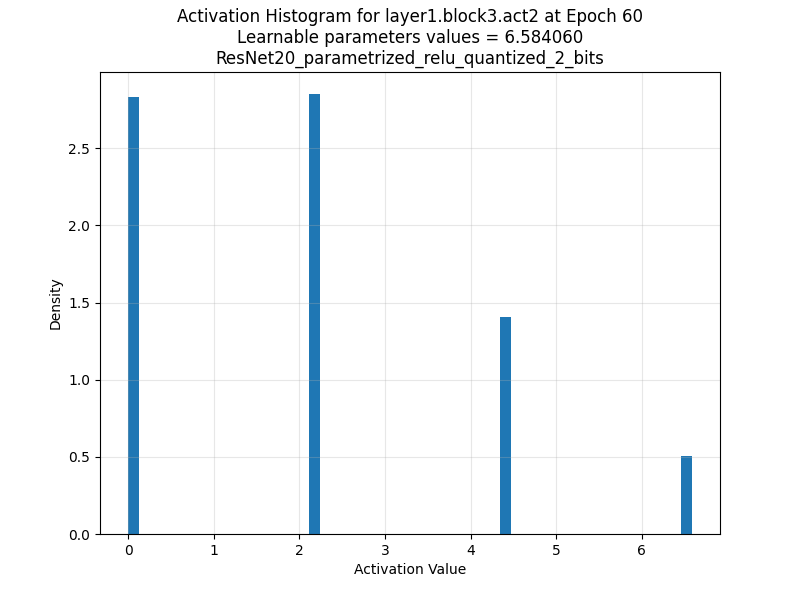 Activation Histogram for layer1.block3.act2 at Epoch 60
Learnable parameters values = 6.584060
ResNet20_parametrized_relu_quantized_2_bits
Density
2.5
2.0
1.5
1.0
0.5
0.0
0 1 2 3 4 5 6
Activation Value